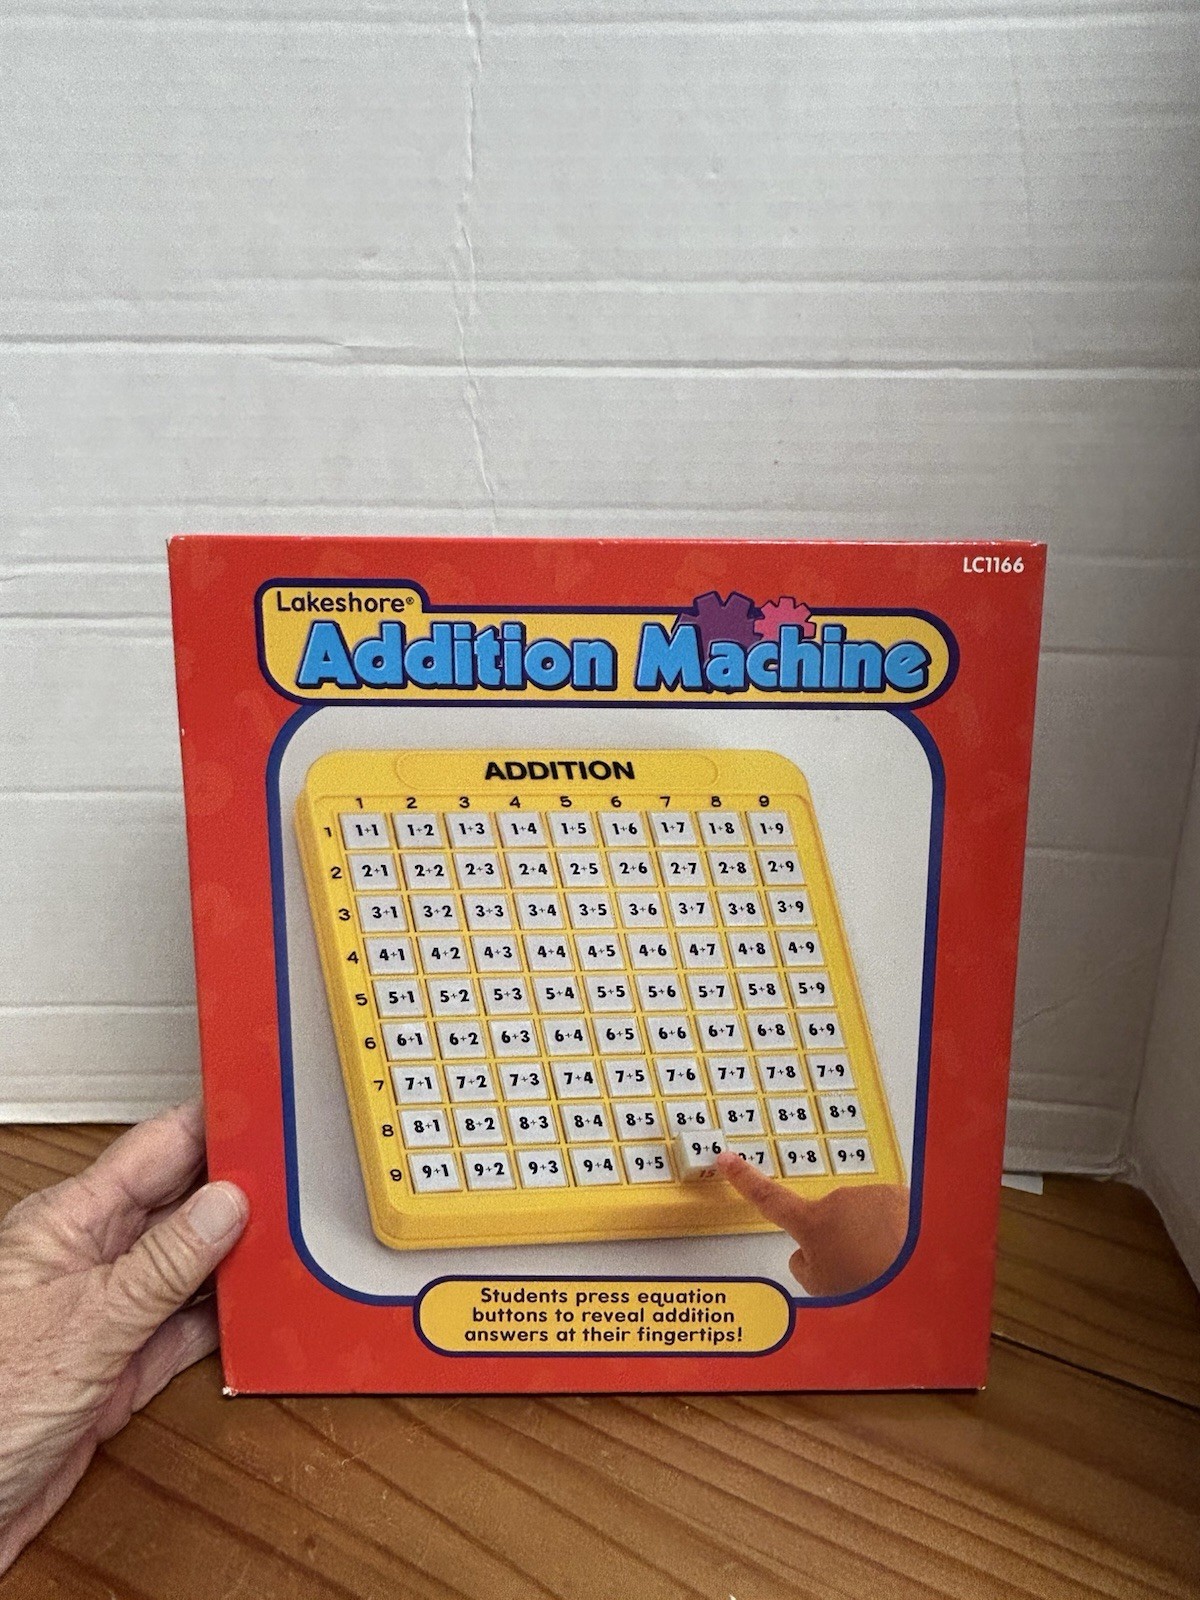 LC1166
Lakeshore®
Addition Machine
ADDITION
1 2 3 4 5 6 7 8 9
1 1+1 1+2 1+3 1+4 1+5 1+6 1+7 1+8 1+9
2 2+1 2+2 2+3 2+4 2+5 2+6 2+7 2+8 2+9
3 3+1 3+2 3+3 3+4 3+5 3+6 3+7 3+8 3+9
4 4+1 4+2 4+3 4+4 4+5 4+6 4+7 4+8 4+9
5 5+1 5+2 5+3 5+4 5+5 5+6 5+7 5+8 5+9
6 6+1 6+2 6+3 6+4 6+5 6+6 6+7 6+8 6+9
7 7+1 7+2 7+3 7+4 7+5 7+6 7+7 7+8 7+9
8 8+1 8+2 8+3 8+4 8+5 8+6 8+7 8+8 8+9
9 9+1 9+2 9+3 9+4 9+5 9+6 9+7 9+8 9+9
15
Students press equation
buttons to reveal addition
answers at their fingertips!